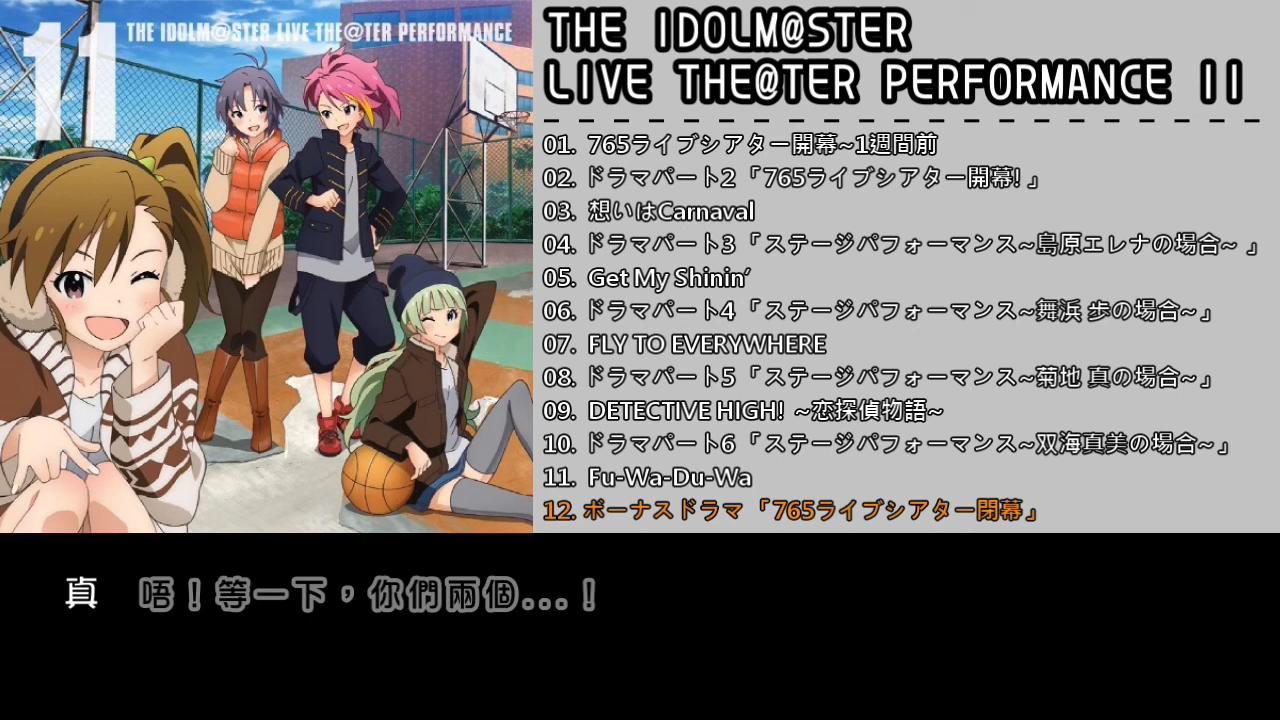 11
THE IDOLM@STER LIVE THE@TER PERFORMANCE
THE IDOLM@STER
LIVE THE@TER PERFORMANCE 11
01. 765ライブシアター開幕~1週間前
02. ドラマパート2「765ライブシアター開幕!」
03. 想いはCarnaval
04. ドラマパート3「ステージパフォーマンス~島原エレナの場合~」
05. Get My Shinin'
06. ドラマパート4「ステージパフォーマンス~舞浜 歩の場合~」
07. FLY TO EVERYWHERE
08. ドラマパート5「ステージパフォーマンス~菊地 真の場合~」
09. DETECTIVE HIGH! ~恋探偵物語~
10. ドラマパート6「ステージパフォーマンス~双海真美の場合~」
11. Fu-Wa-Du-Wa
12. ボーナスドラマ「765ライブシアター閉幕」
真 唔！等一下，你們兩個...！